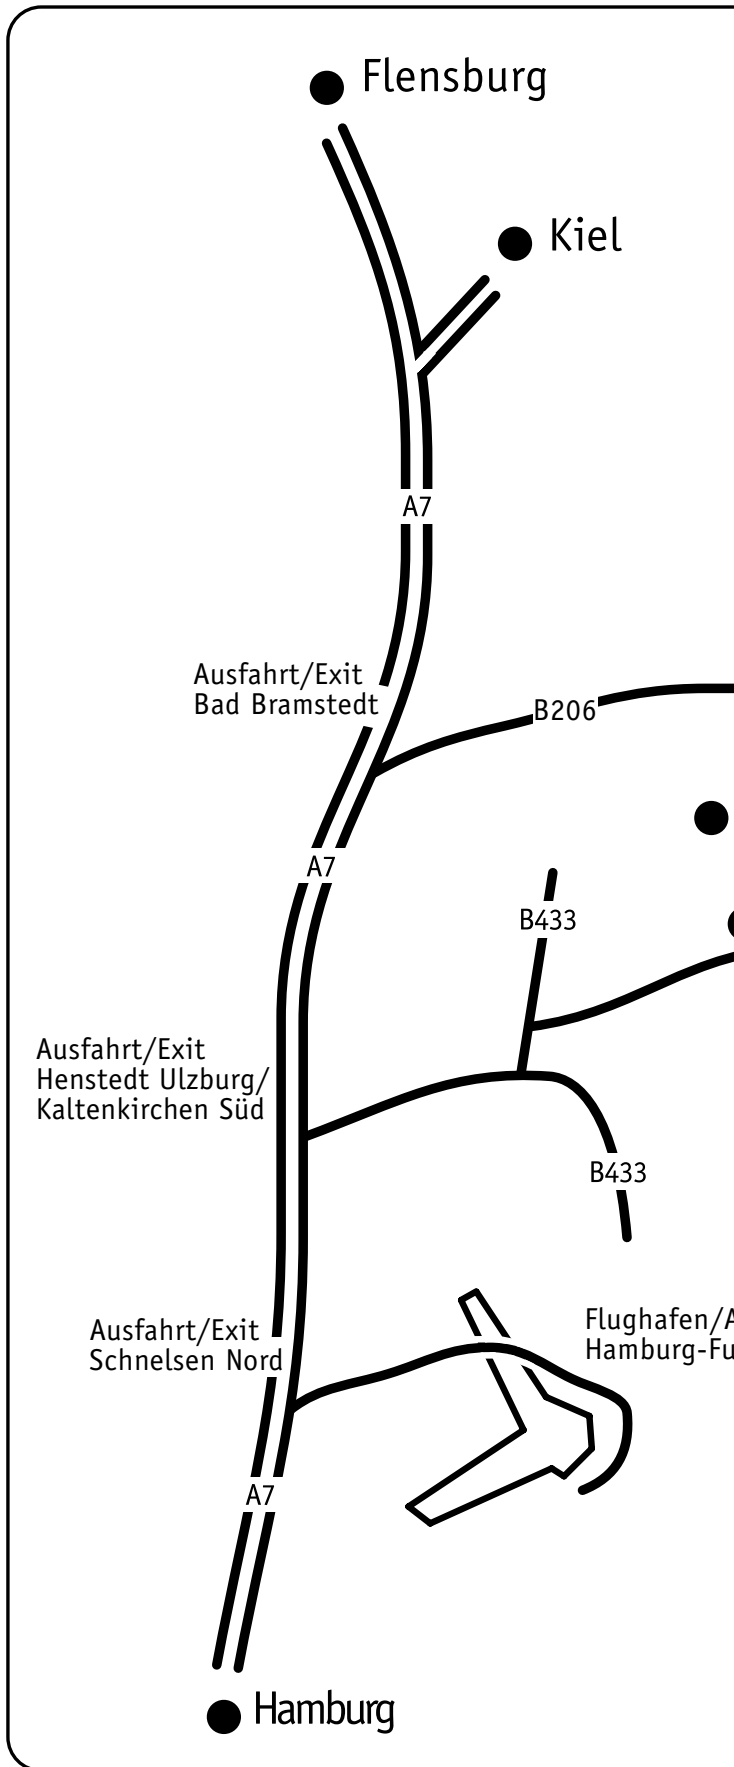 Flensburg
Kiel
A7
Ausfahrt/Exit
Bad Bramstedt
B206
A7
B433
Ausfahrt/Exit
Henstedt Ulzburg/
Kaltenkirchen Süd
B433
Flughafen/
Ausfahrt/Exit
Schnelsen Nord
A7
Hamburg